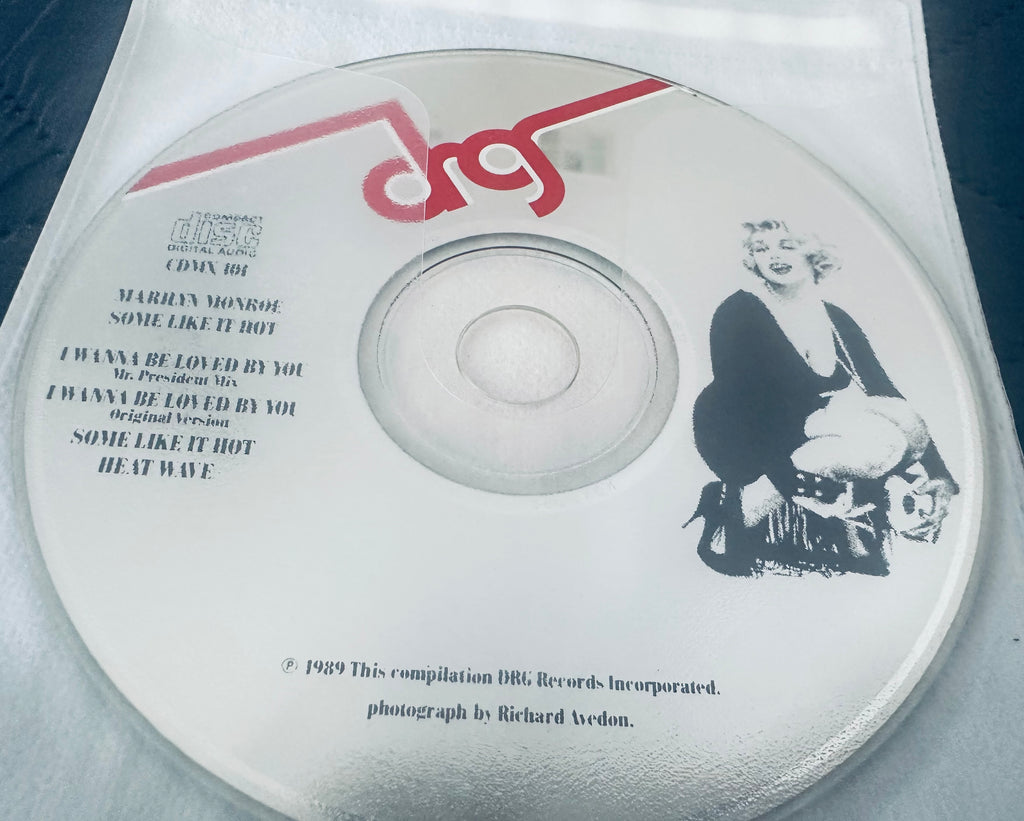 drg
COMPACT
disc
DIGITAL AUDIO
CDMX 101
MARILYN MONROE
SOME LIKE IT HOT
I WANNA BE LOVED BY YOU
Mr. President Mix
I WANNA BE LOVED BY YOU
Original Version
SOME LIKE IT HOT
HEAT WAVE
℗ 1989 This compilation DRG Records Incorporated.
photograph by Richard Avedon.